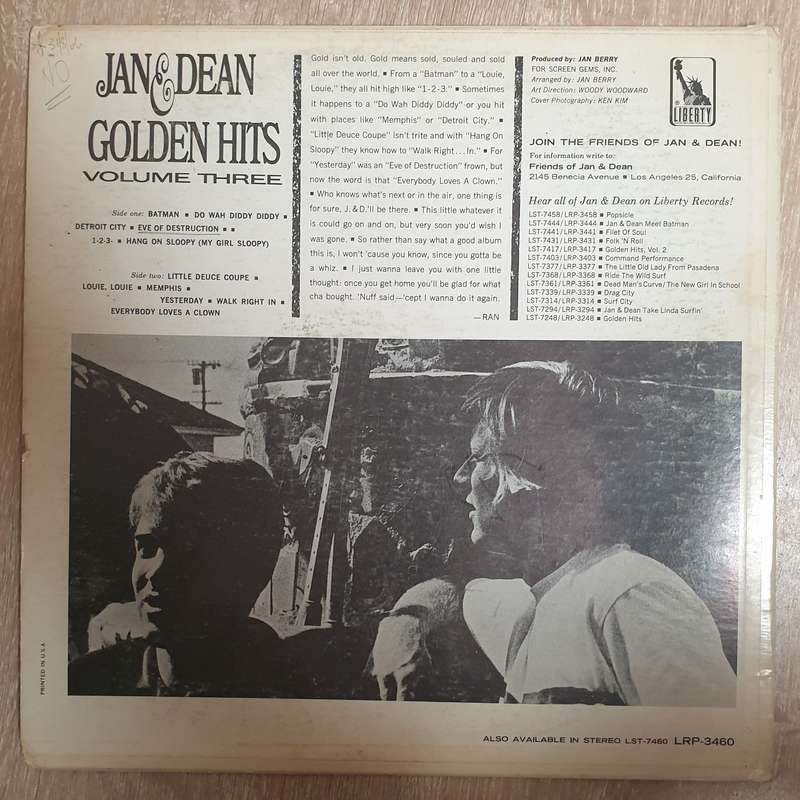 JAN & DEAN
GOLDEN HITS
VOLUME THREE
Side one: BATMAN ▪ DO WAH DIDDY DIDDY ▪
DETROIT CITY ▪ EVE OF DESTRUCTION ▪ ▪
1-2-3- ▪ HANG ON SLOOPY (MY GIRL SLOOPY)
Side two: LITTLE DEUCE COUPE ▪
LOUIE, LOUIE ▪ MEMPHIS ▪
YESTERDAY ▪ WALK RIGHT IN ▪
EVERYBODY LOVES A CLOWN
Gold isn't old. Gold means sold, souled and sold
all over the world. ▪ From a "Batman" to a "Louie,
Louie," they all hit high like "1-2-3." ▪ Sometimes
it happens to a "Do Wah Diddy Diddy" or you hit
with places like "Memphis" or "Detroit City." ▪
"Little Deuce Coupe" isn't trite and with "Hang On
Sloopy" they know how to "Walk Right . . . In." ▪ For
"Yesterday" was an "Eve of Destruction" frown, but
now the word is that "Everybody Loves A Clown."
▪ Who knows what's next or in the air, one thing is
for sure, J. & D.'ll be there. ▪ This little whatever it
is could go on and on, but very soon you'd wish I
was gone. ▪ So rather than say what a good album
this is, I won't 'cause you know, since you gotta be
a whiz. ▪ I just wanna leave you with one little
thought: once you get home you'll be glad for what
cha bought. 'Nuff said—'cept I wanna do it again.
—RAN
Produced by: JAN BERRY
FOR SCREEN GEMS, INC.
Arranged by: JAN BERRY
Art Direction: WOODY WOODWARD
Cover Photography: KEN KIM
LIBERTY
JOIN THE FRIENDS OF JAN & DEAN!
For information write to:
Friends of Jan & Dean
2145 Benecia Avenue ▪ Los Angeles 25, California
Hear all of Jan & Dean on Liberty Records!
LST-7458/LRP-3458 ▪ Popsicle
LST-7444/LRP-3444 ▪ Jan & Dean Meet Batman
LST-7441/LRP-3441 ▪ Filet Of Soul
LST-7431/LRP-3431 ▪ Folk 'N Roll
LST-7417/LRP-3417 ▪ Golden Hits, Vol. 2
LST-7403/LRP-3403 ▪ Command Performance
LST-7377/LRP-3377 ▪ The Little Old Lady From Pasadena
LST-7368/LRP-3368 ▪ Ride The Wild Surf
LST-7361/LRP-3361 ▪ Dead Man's Curve/The New Girl In School
LST-7339/LRP-3339 ▪ Drag City
LST-7314/LRP-3314 ▪ Surf City
LST-7294/LRP-3294 ▪ Jan & Dean Take Linda Surfin'
LST-7248/LRP-3248 ▪ Golden Hits
PRINTED IN U.S.A.
ALSO AVAILABLE IN STEREO LST-7460 LRP-3460